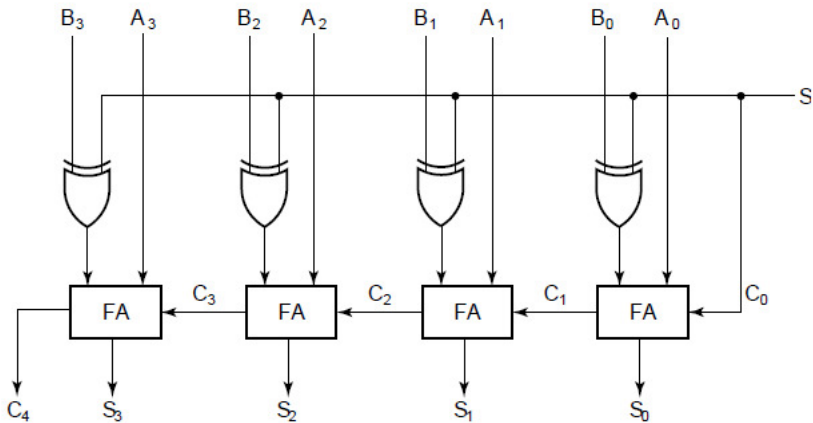 B₃ A₃ B₂ A₂ B₁ A₁ B₀ A₀
S
C₃ C₂ C₁ C₀
FA FA FA FA
C₄ S₃ S₂ S₁ S₀